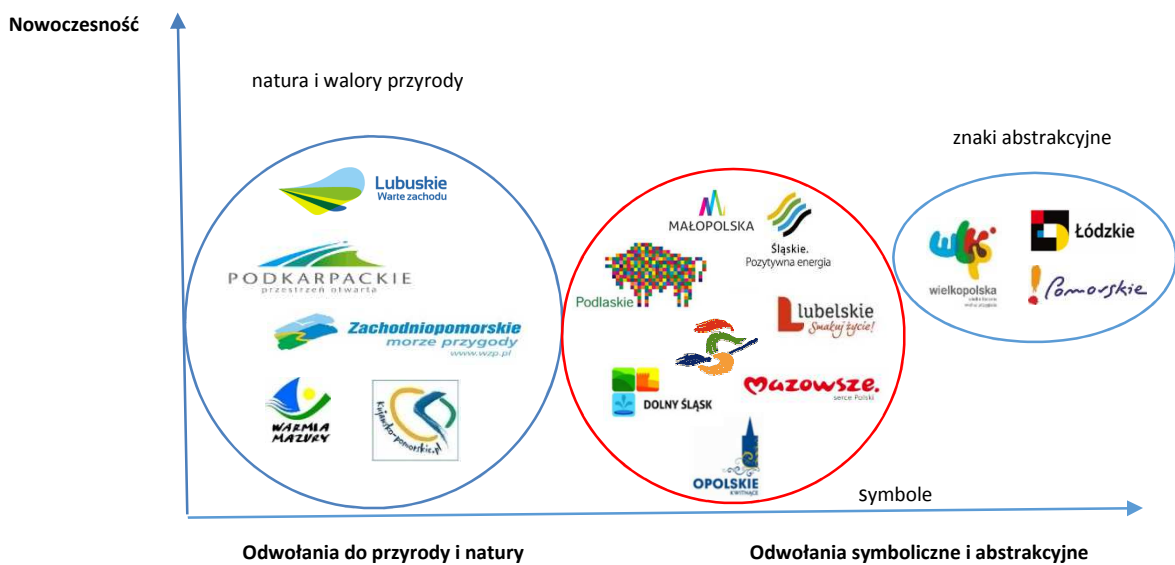 Nowoczesność
natura i walory przyrody
znaki abstrakcyjne
Lubuskie
Warte zachodu
PODKARPACKIE
przestrzeń otwarta
Zachodniopomorskie
morze przygody
www.wzp.pl
WARMIA
MAZURY
Kujawsko-pomorskie.pl
MAŁOPOLSKA
Śląskie.
Pozytywna energia
Podlaskie
lubelskie
Smakuj życie!
DOLNY ŚLĄSK
mazowsze.
serce Polski
OPOLSKIE
KWITNĄCE
wlkp
wielkopolska
Łódzkie
Pomorskie
Symbole
Odwołania do przyrody i natury
Odwołania symboliczne i abstrakcyjne